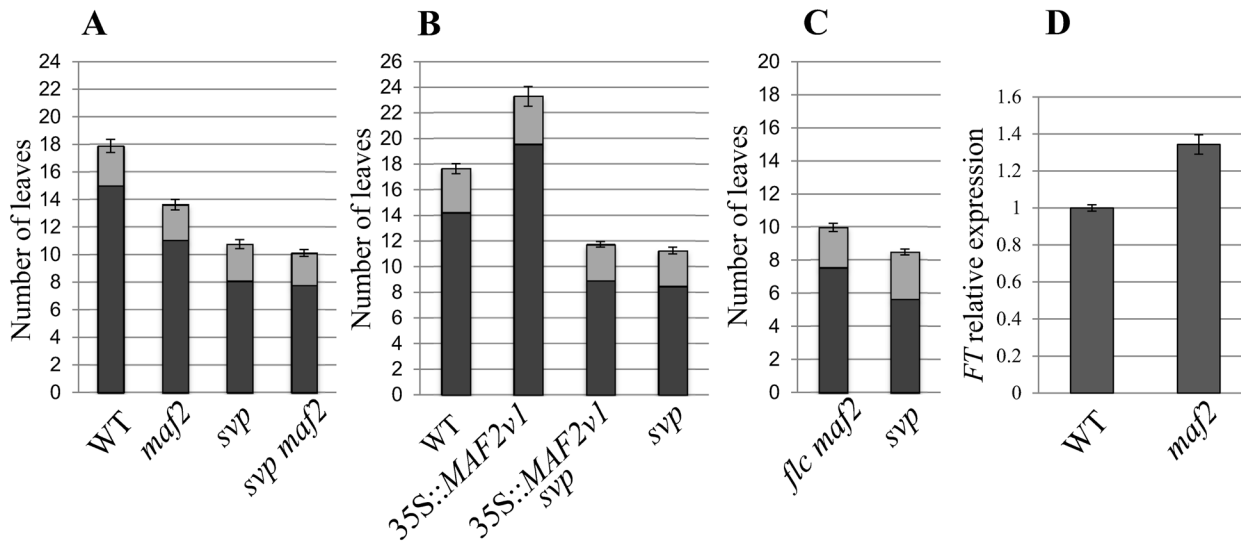 A
Number of leaves
24
22
20
18
16
14
12
10
8
6
4
2
0
WT
maf2
svp
svp maf2
B
Number of leaves
26
24
22
20
18
16
14
12
10
8
6
4
2
0
WT
35S::MAF2v1
35S::MAF2v1
svp
svp
C
Number of leaves
20
18
16
14
12
10
8
6
4
2
0
flc maf2
svp
D
FT relative expression
1.6
1.4
1.2
1
0.8
0.6
0.4
0.2
0
WT
maf2